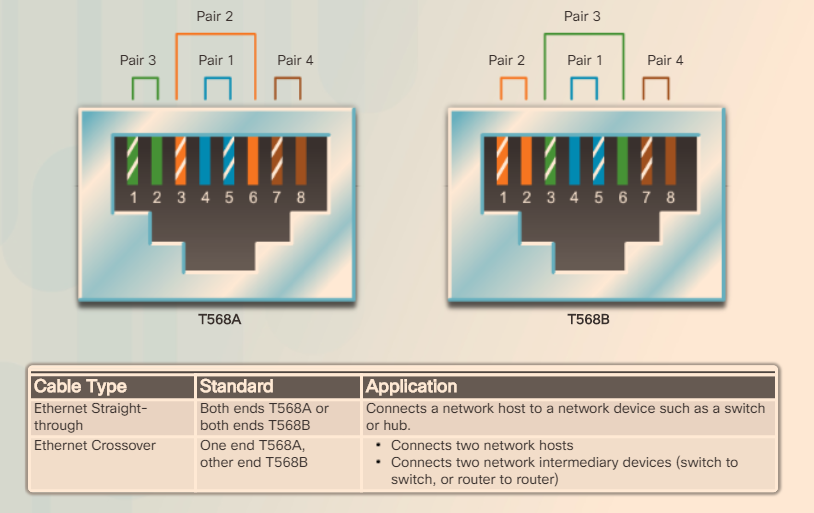 Pair 2
Pair 3 Pair 1 Pair 4
1 2 3 4 5 6 7 8
T568A
Pair 3
Pair 2 Pair 1 Pair 4
1 2 3 4 5 6 7 8
T568B
Cable Type Standard Application
Ethernet Straight-
through
Both ends T568A or
both ends T568B
Connects a network host to a network device such as a switch
or hub.
Ethernet Crossover
One end T568A,
other end T568B
• Connects two network hosts
• Connects two network intermediary devices (switch to
switch, or router to router)